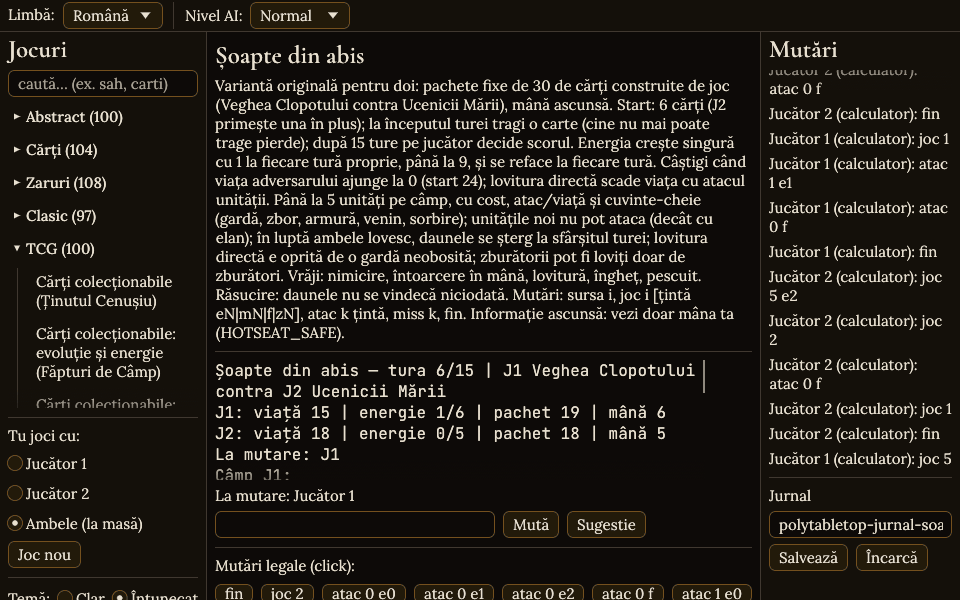 Limbă: Română ▼ Nivel AI: Normal ▼
Jocuri
caută... (ex. sah, carti)
▸ Abstract (100)
▸ Cărți (104)
▸ Zaruri (108)
▸ Clasic (97)
▾ TCG (100)
Cărți colecționabile
(Ținutul Cenușiu)
Cărți colecționabile:
evoluție și energie
(Făpturi de Câmp)
Cărți colecționabile:
Tu joci cu:
Jucător 1
Jucător 2
Ambele (la masă)
Joc nou
Temă: Clar Întunecat
Șoapte din abis
Variantă originală pentru doi: pachete fixe de 30 de cărți construite de joc
(Veghea Clopotului contra Ucenicii Mării), mână ascunsă. Start: 6 cărți (J2
primește una în plus); la începutul turei tragi o carte (cine nu mai poate
trage pierde); după 15 ture pe jucător decide scorul. Energia crește singură
cu 1 la fiecare tură proprie, până la 9, și se reface la fiecare tură. Câștigi când
viața adversarului ajunge la 0 (start 24); lovitura directă scade viața cu atacul
unității. Până la 5 unități pe câmp, cu cost, atac/viață și cuvinte-cheie
(gardă, zbor, armură, venin, sorbire); unitățile noi nu pot ataca (decât cu
elan); în luptă ambele lovesc, daunele se șterg la sfârșitul turei; lovitura
directă e oprită de o gardă neobosită; zburătorii pot fi loviți doar de
zburători. Vrăji: nimicire, întoarcere în mână, lovitură, îngheț, pescuit.
Răsucire: daunele nu se vindecă niciodată. Mutări: sursa i, joc i [țintă
eN|mN|f|zN], atac k țintă, miss k, fin. Informație ascunsă: vezi doar mâna ta
(HOTSEAT_SAFE).
Șoapte din abis — tura 6/15 | J1 Veghea Clopotului
contra J2 Ucenicii Mării
J1: viață 15 | energie 1/6 | pachet 19 | mână 6
J2: viață 18 | energie 0/5 | pachet 18 | mână 5
La mutare: J1
Câmp J1:
La mutare: Jucător 1
Mută Sugestie
Mutări legale (click):
fin joc 2 atac 0 e0 atac 0 e1 atac 0 e2 atac 0 f atac 1 e0
Mutări
Jucător 2 (calculator):
atac 0 f
Jucător 2 (calculator): fin
Jucător 1 (calculator): joc 1
Jucător 1 (calculator): atac
1 e1
Jucător 1 (calculator): atac
0 f
Jucător 1 (calculator): fin
Jucător 2 (calculator): joc
5 e2
Jucător 2 (calculator): joc
2
Jucător 2 (calculator):
atac 0 f
Jucător 2 (calculator): joc 1
Jucător 2 (calculator): fin
Jucător 1 (calculator): joc 5
Jurnal
polytabletop-jurnal-soa
Salvează Încarcă